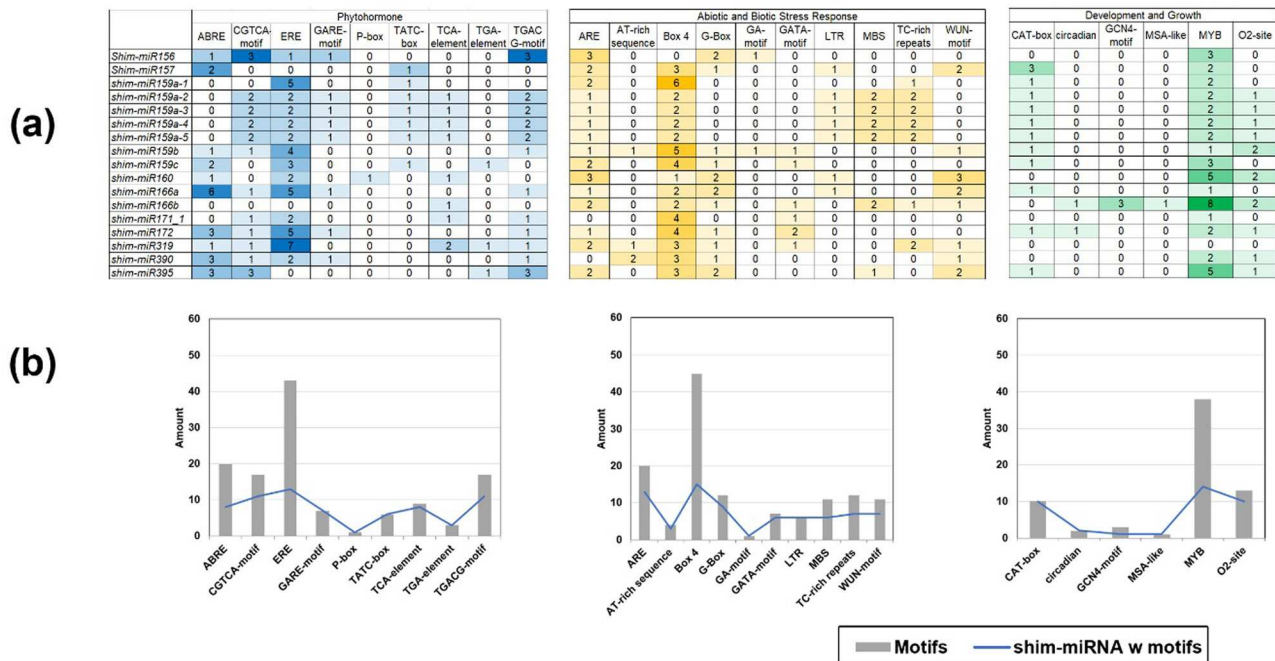 (a)
Phytohormone
ABRE CGTCA-motif ERE GARE-motif P-box TATC-box TCA-element TGA-element TGAC G-motif
Shim-miR156 1 3 1 1 0 0 0 0 3
Shim-miR157 2 0 0 0 0 1 0 0 0
shim-miR159a-1 0 0 5 0 0 1 0 0 0
shim-miR159a-2 0 2 2 1 0 1 1 0 2
shim-miR159a-3 0 2 2 1 0 1 1 0 2
shim-miR159a-4 0 2 2 1 0 1 1 0 2
shim-miR159a-5 0 2 2 1 0 1 1 0 2
shim-miR159b 1 1 4 0 0 0 0 0 1
shim-miR159c 2 0 3 0 0 1 0 1 0
shim-miR160 1 0 2 0 1 0 1 0 0
shim-miR166a 6 1 5 1 0 0 0 0 1
shim-miR166b 0 0 0 0 0 0 1 0 0
shim-miR171_1 0 1 2 0 0 0 1 0 1
shim-miR172 3 1 5 1 0 0 0 0 1
shim-miR319 1 1 7 0 0 0 2 1 1
shim-miR390 3 1 2 1 0 0 0 0 1
shim-miR395 3 3 0 0 0 0 0 1 3
Abiotic and Biotic Stress Response
ARE AT-rich sequence Box 4 G-Box GA-motif GATA-motif LTR MBS TC-rich repeats WUN-motif
3 0 0 2 1 0 0 0 0 0
2 0 3 1 0 0 1 0 0 2
2 0 6 0 0 0 0 0 1 0
1 0 2 0 0 0 1 2 2 0
1 0 2 0 0 0 1 2 2 0
1 0 2 0 0 0 1 2 2 0
1 0 2 0 0 0 1 2 2 0
1 1 5 1 1 1 0 0 0 1
2 0 4 1 0 1 0 0 0 0
3 0 1 2 0 0 1 0 0 3
1 0 2 2 0 0 1 0 0 2
2 0 2 1 0 1 0 2 1 1
0 0 4 0 0 1 0 0 0 0
0 0 4 1 0 2 0 0 0 0
2 1 3 1 0 1 0 0 2 1
0 2 3 0 0 0 0 0 0 1
2 0 3 2 0 0 0 1 0 2
Development and Growth
CAT-box circadian GCN4-motif MSA-like MYB O2-site
0 0 0 0 3 0
3 0 0 0 2 0
1 0 0 0 2 0
1 0 0 0 2 1
1 0 0 0 2 1
1 0 0 0 2 1
1 0 0 0 2 1
1 0 0 0 1 2
1 0 0 0 3 0
0 0 0 0 5 2
1 0 0 0 1 0
0 1 3 1 8 2
0 0 0 0 1 0
1 1 0 0 2 1
0 0 0 0 0 0
0 0 0 0 2 1
1 0 0 0 5 1
(b)
Amount
60
50
40
30
20
10
0
ABRE CGTCA-motif ERE GARE-motif P-box TATC-box TCA-element TGA-element TGACG-motif
Amount
60
50
40
30
20
10
0
ARE AT-rich sequence Box 4 G-Box GA-motif GATA-motif LTR MBS TC-rich repeats WUN-motif
Amount
60
50
40
30
20
10
0
CAT-box circadian GCN4-motif MSA-like MYB O2-site
Motifs shim-miRNA w motifs